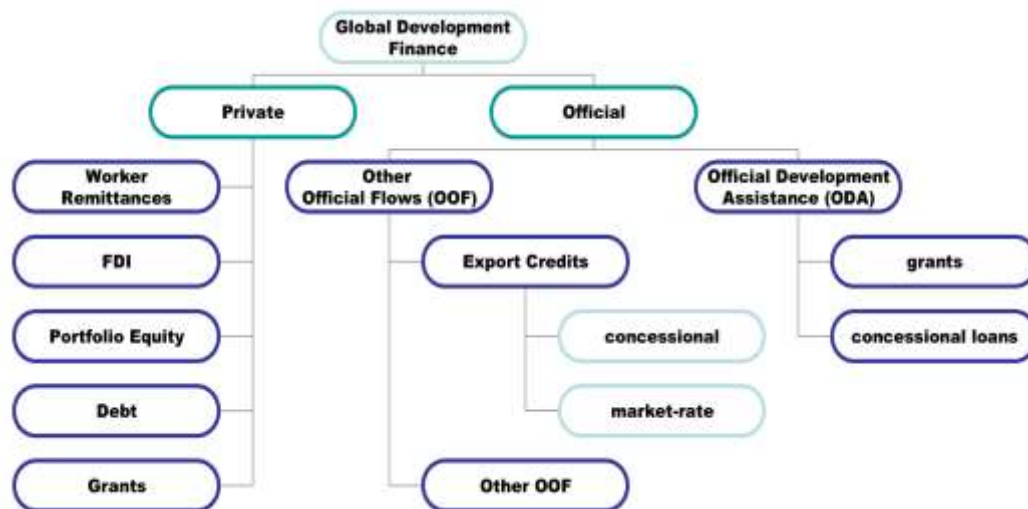 Global Development
Finance
Private
Official
Worker
Remittances
Other
Official Flows (OOF)
Official Development
Assistance (ODA)
FDI
Export Credits
grants
Portfolio Equity
concessional
concessional loans
Debt
market-rate
Grants
Other OOF